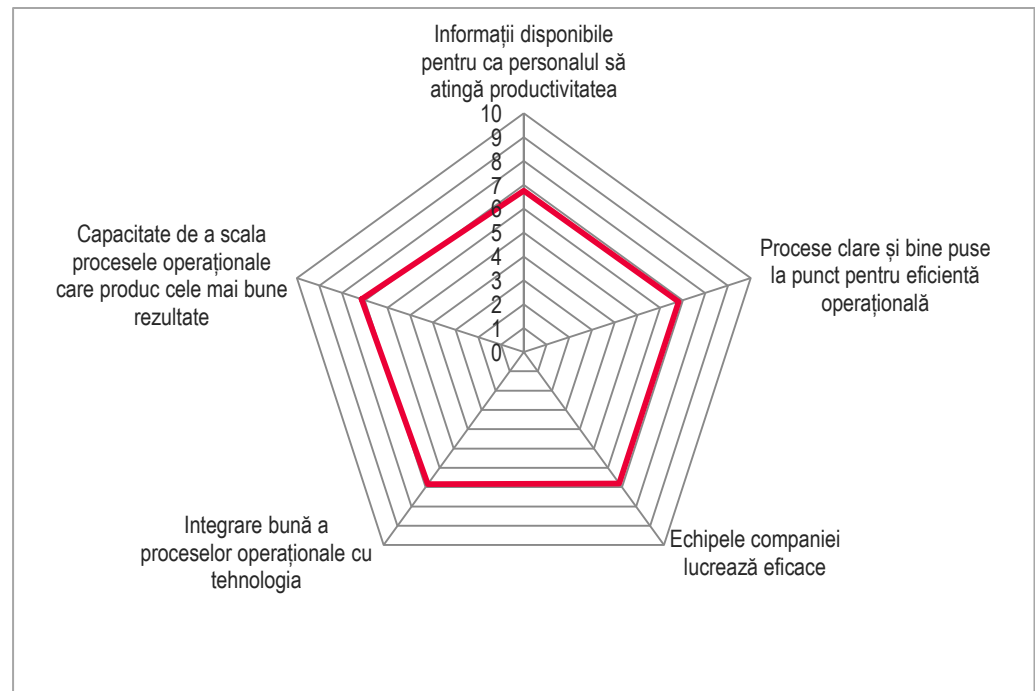 Informații disponibile
pentru ca personalul să
atingă productivitatea
10
9
8
7
6
5
4
3
2
1
0
Procese clare și bine puse
la punct pentru eficientă
operațională
Echipele companiei
lucrează eficace
Integrare bună a
proceselor operaționale cu
tehnologia
Capacitate de a scala
procesele operaționale
care produc cele mai bune
rezultate